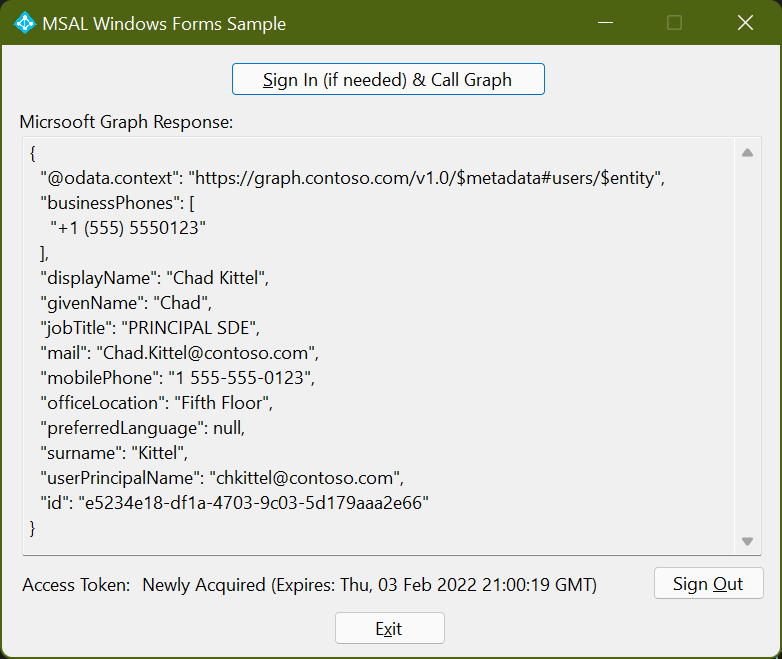 MSAL Windows Forms Sample
Sign In (if needed) & Call Graph
Micrsooft Graph Response:
{
"@odata.context": "https://graph.contoso.com/v1.0/$metadata#users/$entity",
"businessPhones": [
"+1 (555) 5550123"
],
"displayName": "Chad Kittel",
"givenName": "Chad",
"jobTitle": "PRINCIPAL SDE",
"mail": "Chad.Kittel@contoso.com",
"mobilePhone": "1 555-555-0123",
"officeLocation": "Fifth Floor",
"preferredLanguage": null,
"surname": "Kittel",
"userPrincipalName": "chkittel@contoso.com",
"id": "e5234e18-df1a-4703-9c03-5d179aaa2e66"
}
Access Token: Newly Acquired (Expires: Thu, 03 Feb 2022 21:00:19 GMT)
Sign Out
Exit